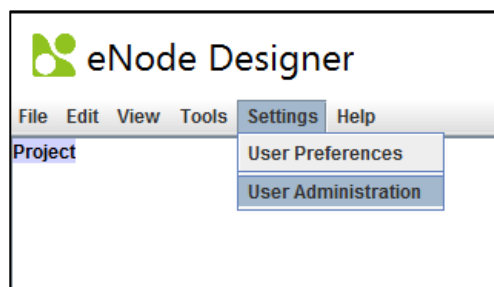 eNode Designer
File Edit View Tools Settings Help
Project
User Preferences
User Administration